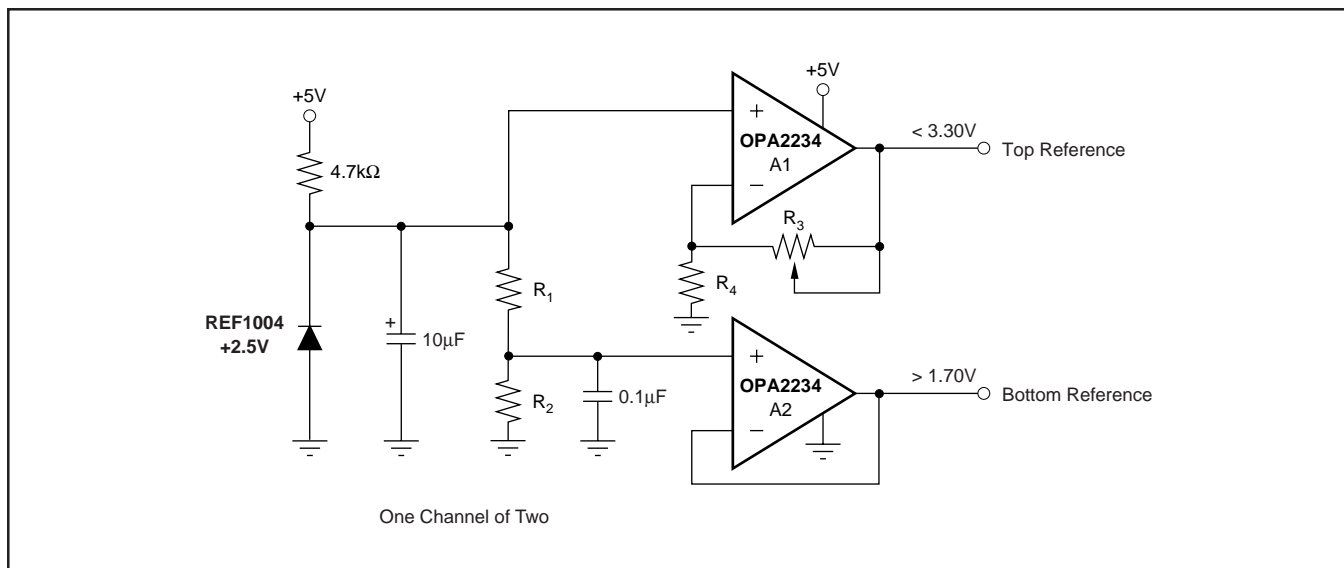 +5V
4.7kΩ
REF1004
+2.5V
+
10µF
R1
R2
0.1µF
+5V
+
OPA2234
A1
−
R3
R4
< 3.30V
Top Reference
+
OPA2234
A2
−
> 1.70V
Bottom Reference
One Channel of Two